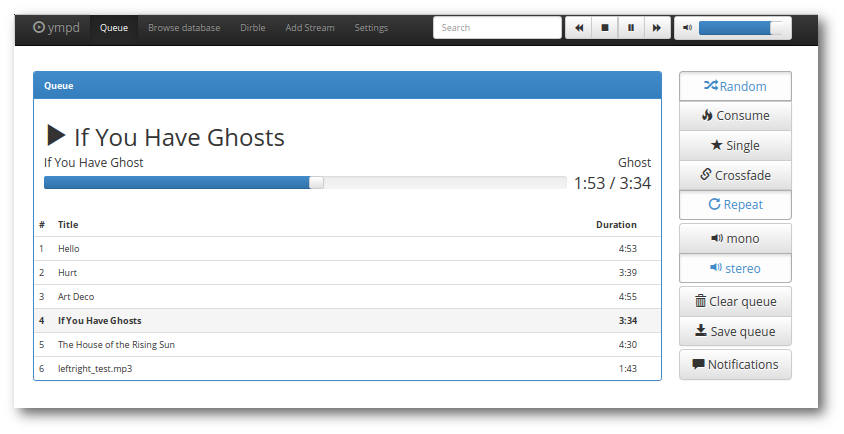 ympd Queue Browse database Dirble Add Stream Settings Search
Queue
If You Have Ghosts
If You Have Ghost Ghost
1:53 / 3:34
# Title Duration
1 Hello 4:53
2 Hurt 3:39
3 Art Deco 4:55
4 If You Have Ghosts 3:34
5 The House of the Rising Sun 4:30
6 leftright_test.mp3 1:43
Random
Consume
Single
Crossfade
Repeat
mono
stereo
Clear queue
Save queue
Notifications